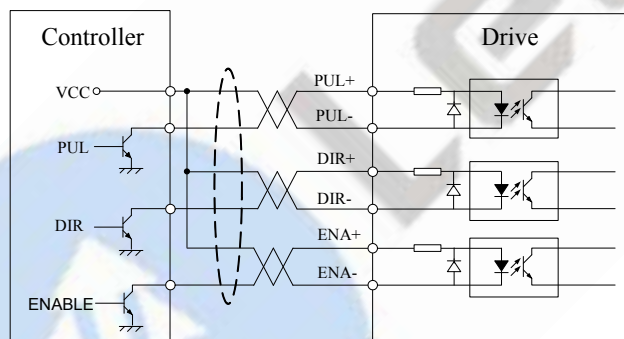 Controller
Drive
VCC
PUL+
PUL-
PUL
DIR+
DIR-
DIR
ENA+
ENA-
ENABLE